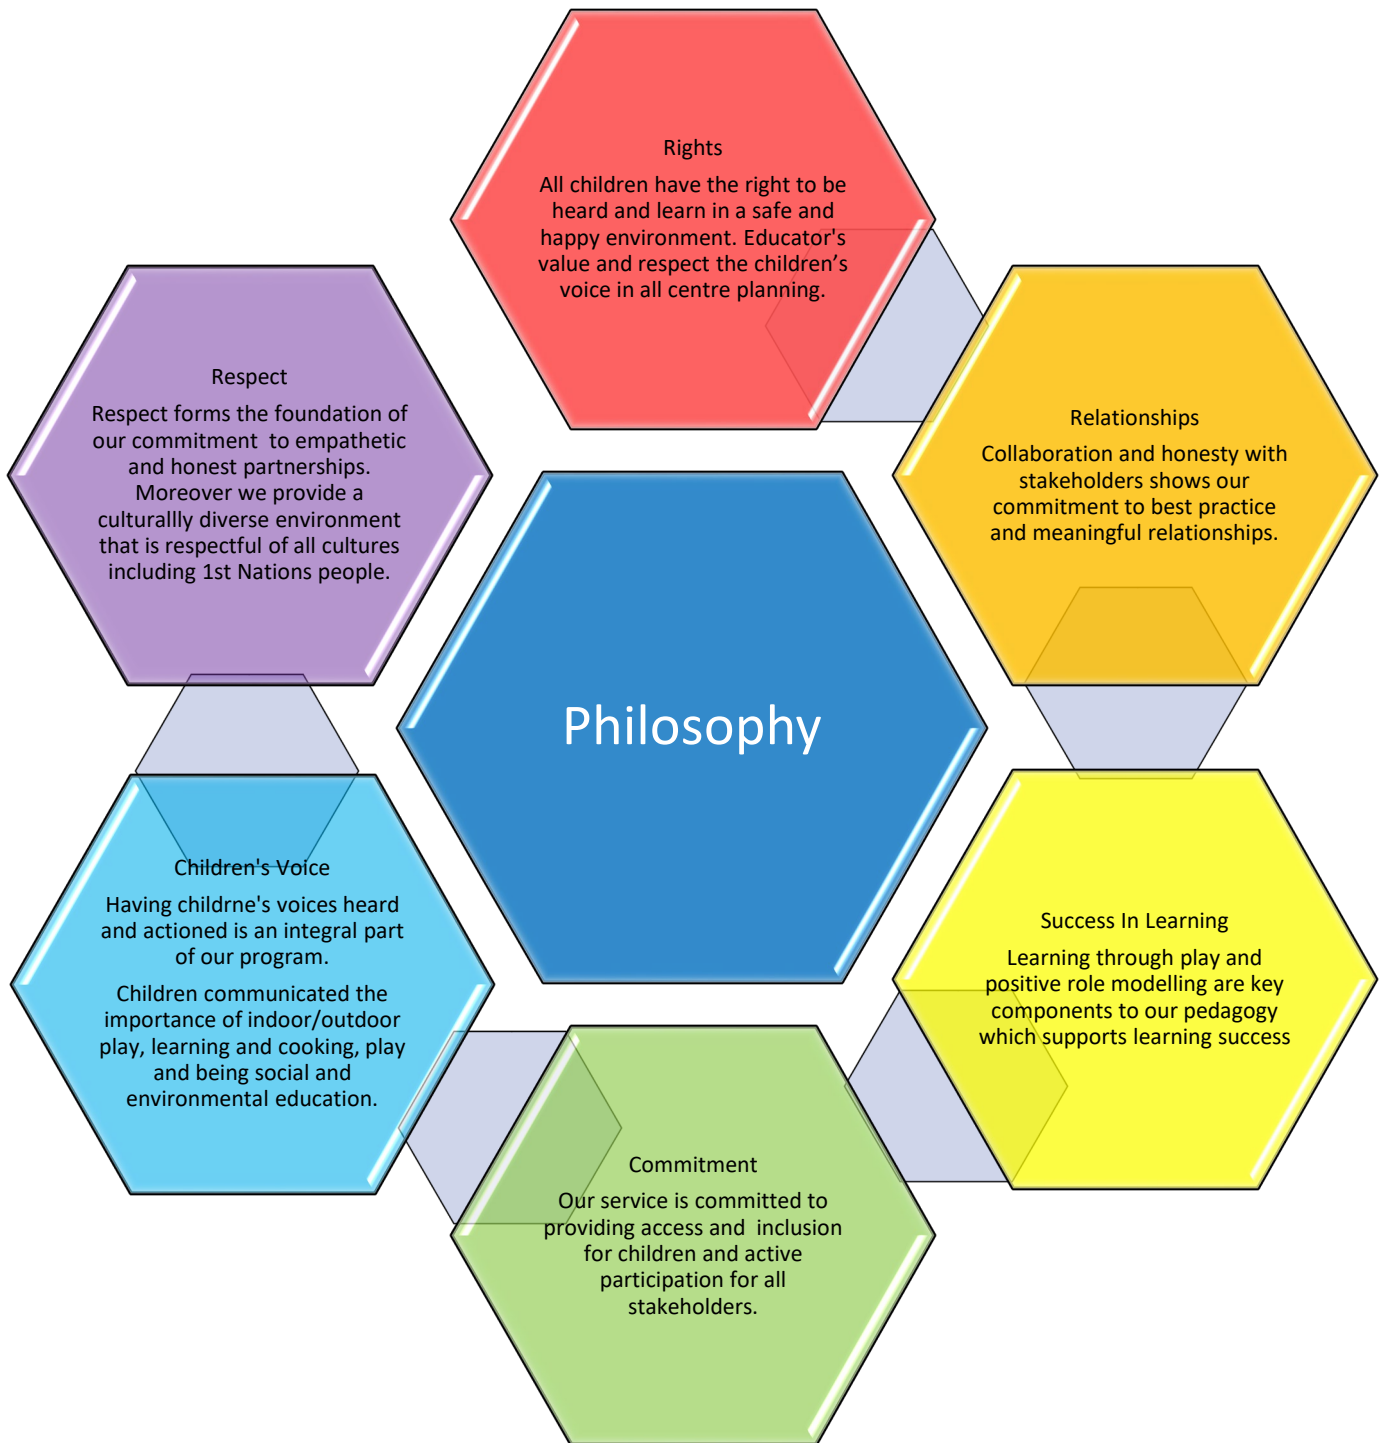 Rights
All children have the right to be
heard and learn in a safe and
happy environment. Educator's
value and respect the children’s
voice in all centre planning.
Relationships
Collaboration and honesty with
stakeholders shows our
commitment to best practice
and meaningful relationships.
Success In Learning
Learning through play and
positive role modelling are key
components to our pedagogy
which supports learning success
Commitment
Our service is committed to
providing access and  inclusion
for children and active
participation for all
stakeholders.
Children's Voice
Having childrne's voices heard
and actioned is an integral part
of our program.
Children communicated the
importance of indoor/outdoor
play, learning and cooking, play
and being social and
environmental education.
Respect
Respect forms the foundation of
our commitment  to empathetic
and honest partnerships.
Moreover we provide a
culturallly diverse environment
that is respectful of all cultures
including 1st Nations people.
Philosophy